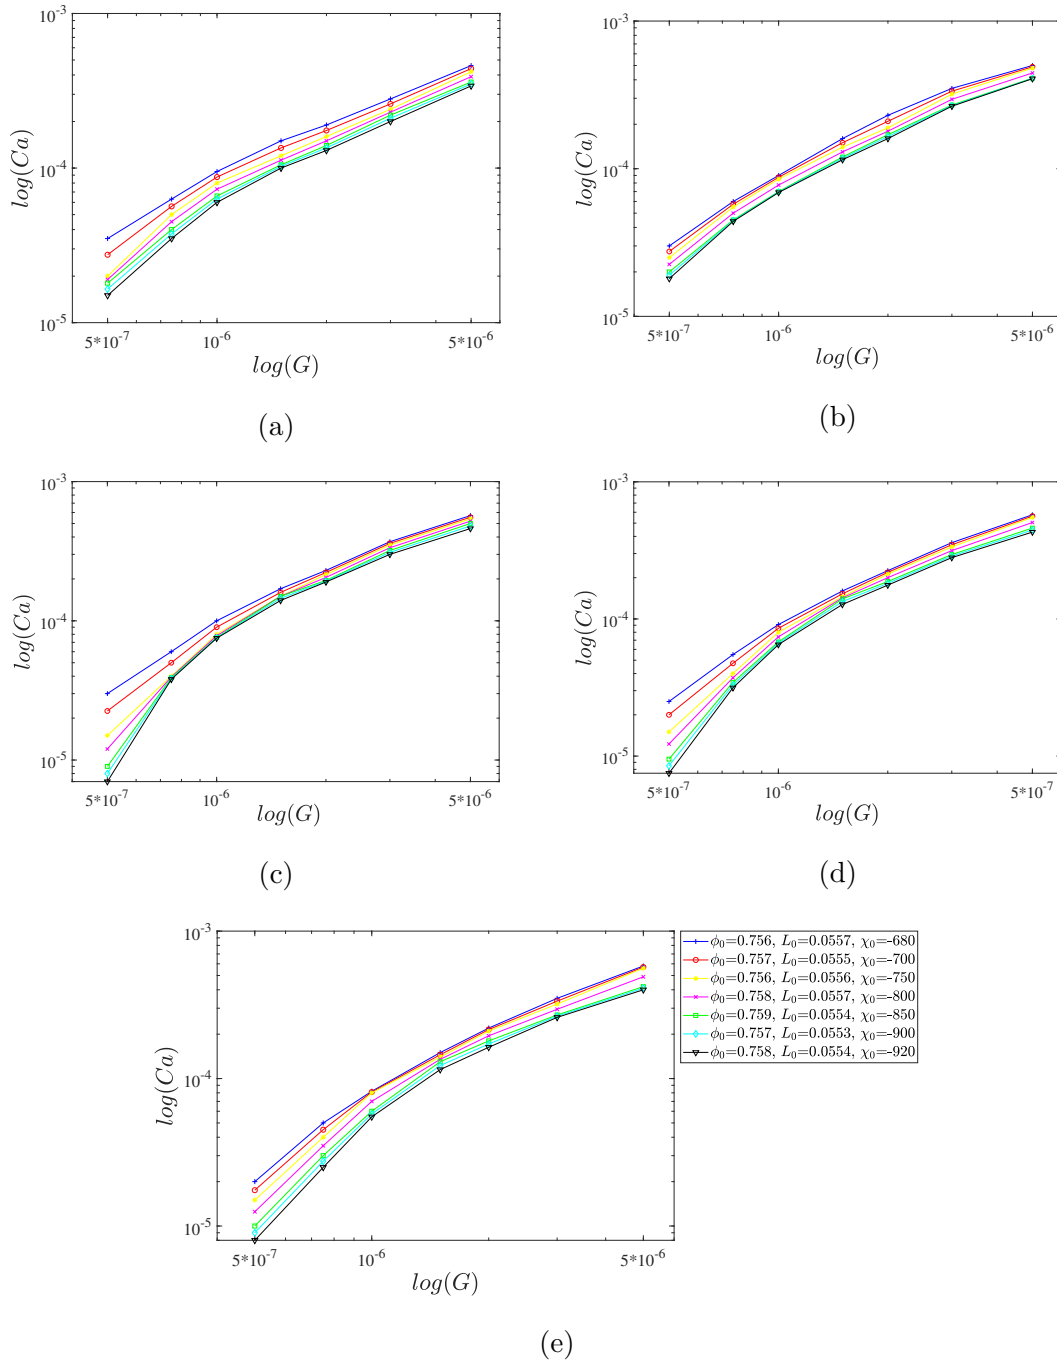 10^-3
10^-4
10^-5
log(Ca)
5*10^-7 10^-6 5*10^-6
log(G)
(a)
10^-3
10^-4
10^-5
log(Ca)
5*10^-7 10^-6 5*10^-6
log(G)
(b)
10^-3
10^-4
10^-5
log(Ca)
5*10^-7 10^-6 5*10^-6
log(G)
(c)
10^-3
10^-4
10^-5
log(Ca)
5*10^-7 10^-6 5*10^-7
log(G)
(d)
10^-3
10^-4
10^-5
log(Ca)
5*10^-7 10^-6 5*10^-6
log(G)
ϕ₀=0.756, L₀=0.0557, χ₀=-680
ϕ₀=0.757, L₀=0.0555, χ₀=-700
ϕ₀=0.756, L₀=0.0556, χ₀=-750
ϕ₀=0.758, L₀=0.0557, χ₀=-800
ϕ₀=0.759, L₀=0.0554, χ₀=-850
ϕ₀=0.757, L₀=0.0553, χ₀=-900
ϕ₀=0.758, L₀=0.0554, χ₀=-920
(e)